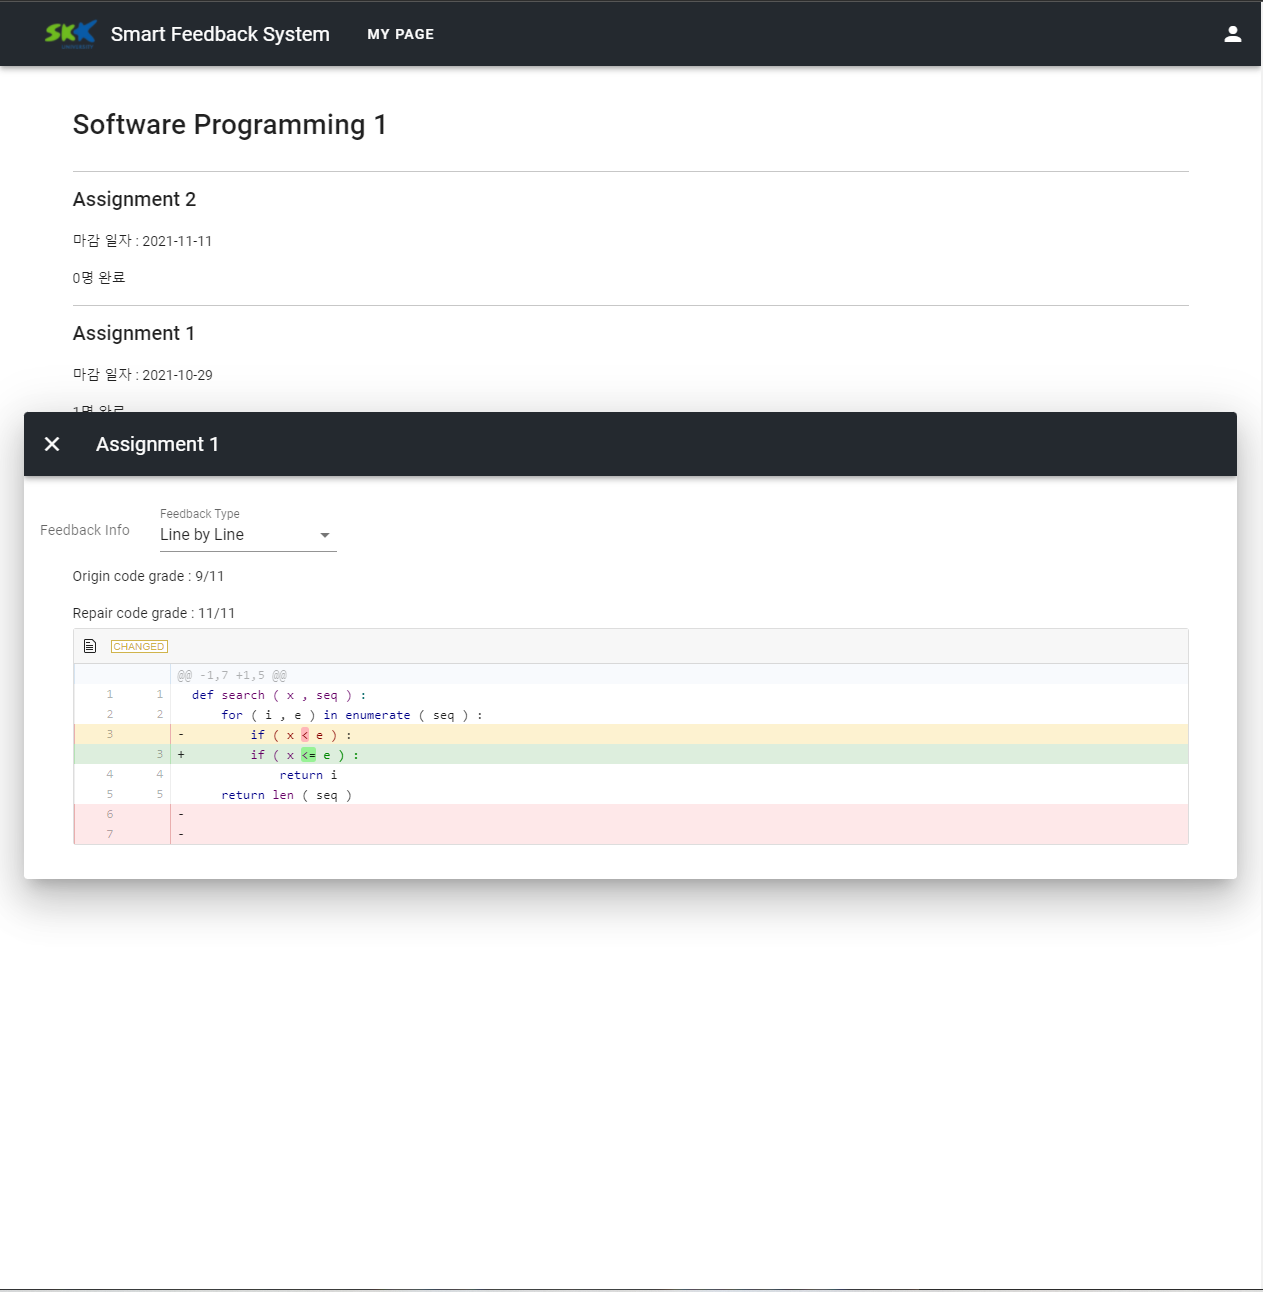 SKK Smart Feedback System MY PAGE
Software Programming 1
Assignment 2
마감 일자 : 2021-11-11
0명 완료
Assignment 1
마감 일자 : 2021-10-29
1명 완료
Assignment 1
Feedback Type
Feedback Info
Line by Line
Origin code grade : 9/11
Repair code grade : 11/11
CHANGED
@@ -1,7 +1,5 @@
1 1 def search ( x , seq ) :
2 2 for ( i , e ) in enumerate ( seq ) :
3 - if ( x < e ) :
3 + if ( x <= e ) :
4 4 return i
5 5 return len ( seq )
6 -
7 -